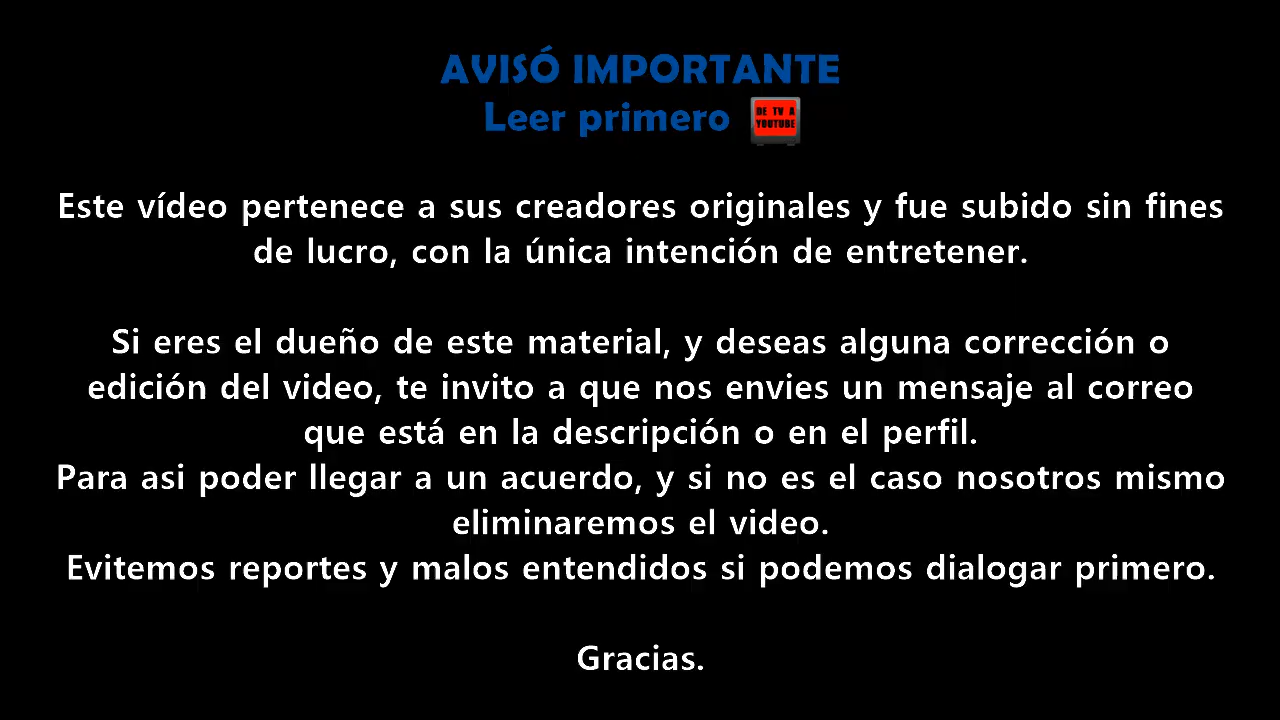 AVISÓ IMPORTANTE
Leer primero
DE TV A
YOUTUBE
Este vídeo pertenece a sus creadores originales y fue subido sin fines
de lucro, con la única intención de entretener.
Si eres el dueño de este material, y deseas alguna corrección o
edición del video, te invito a que nos envies un mensaje al correo
que está en la descripción o en el perfil.
Para asi poder llegar a un acuerdo, y si no es el caso nosotros mismo
eliminaremos el video.
Evitemos reportes y malos entendidos si podemos dialogar primero.
Gracias.